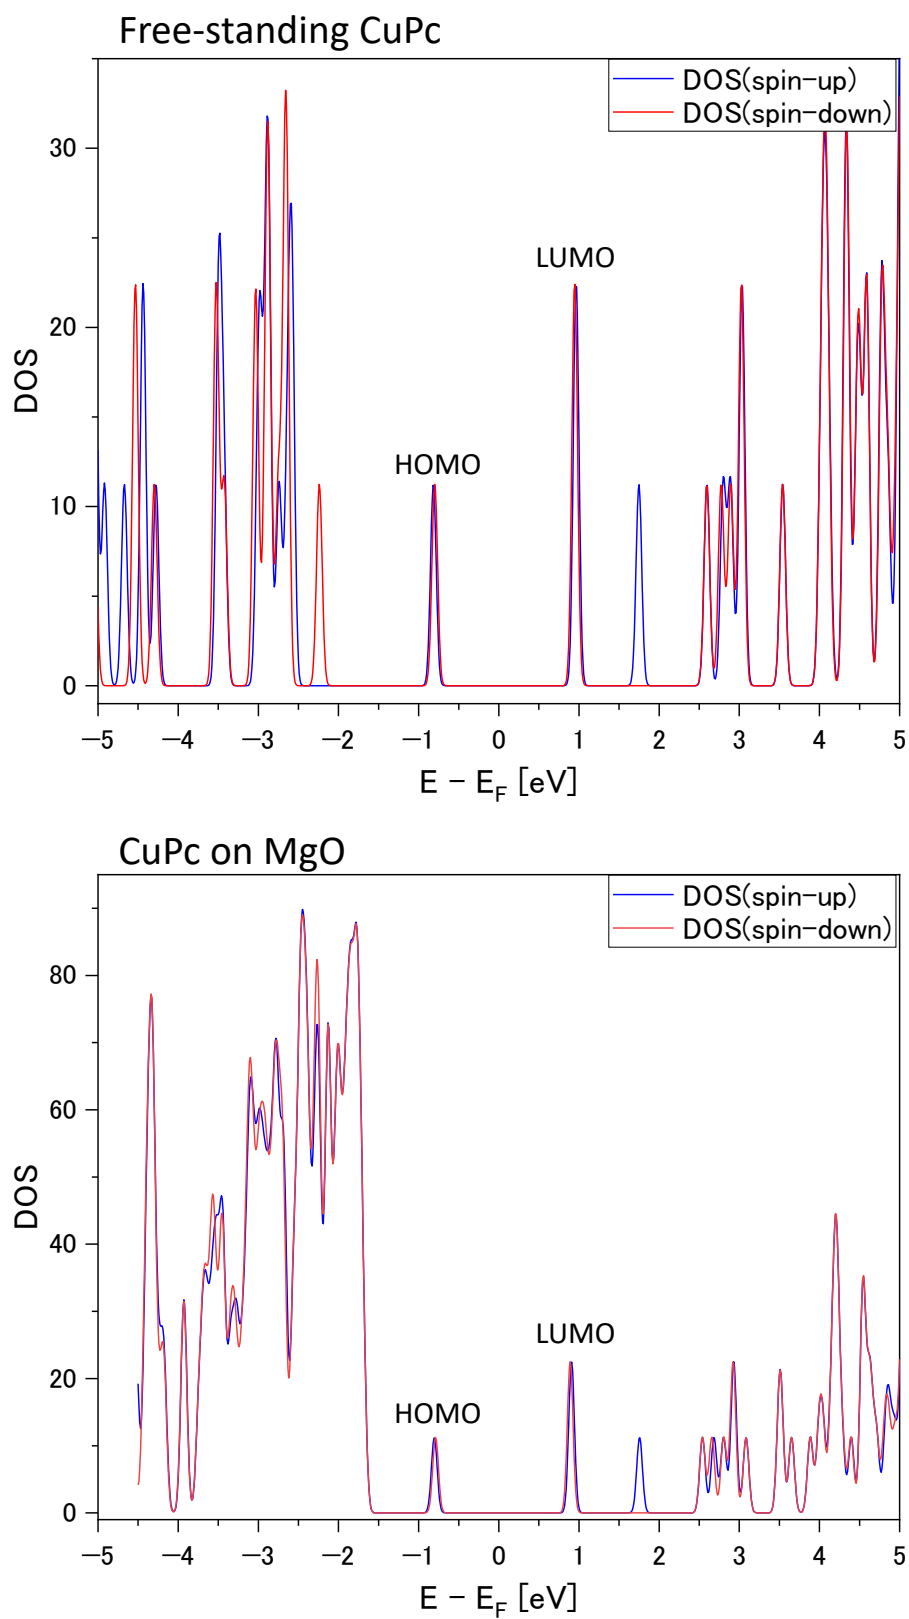 Free-standing CuPc
DOS(spin-up)
DOS(spin-down)
30
20
10
0
DOS
LUMO
HOMO
−5 −4 −3 −2 −1 0 1 2 3 4 5
E − E_F [eV]
CuPc on MgO
DOS(spin-up)
DOS(spin-down)
80
60
40
20
0
DOS
LUMO
HOMO
−5 −4 −3 −2 −1 0 1 2 3 4 5
E − E_F [eV]